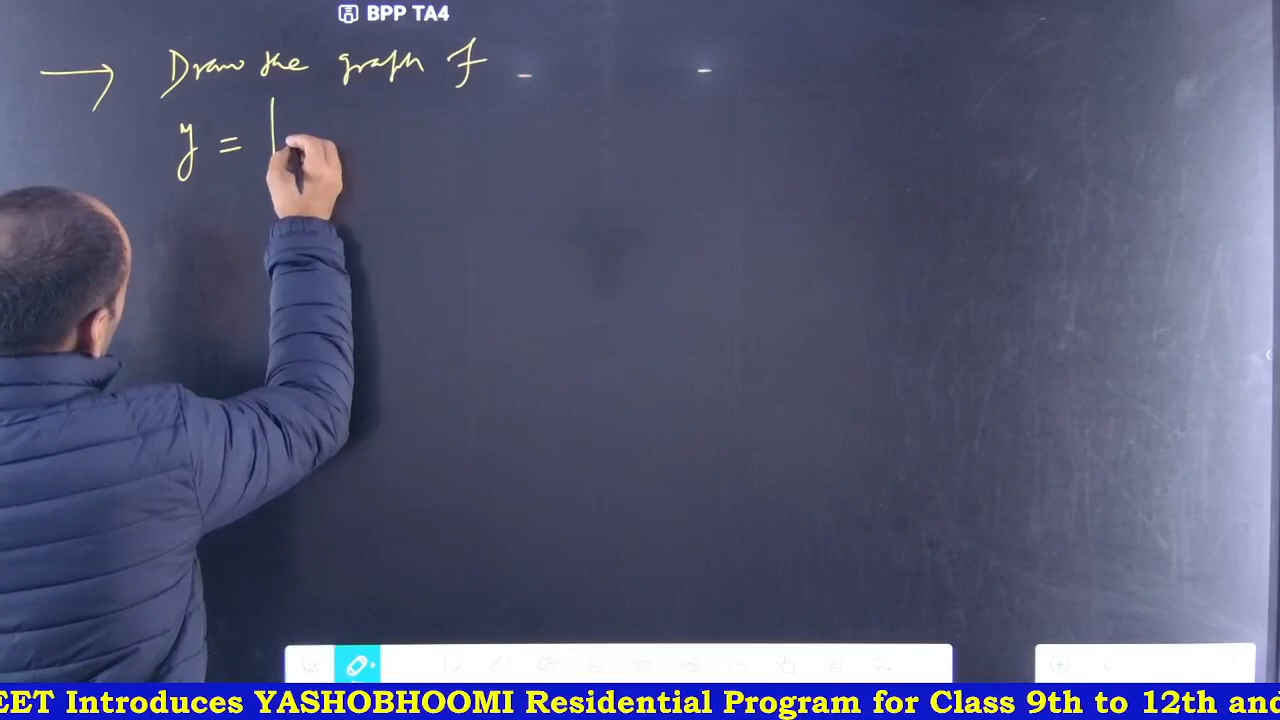 BPP TA4
→ Draw the graph of
y = |
EET Introduces YASHOBHOOMI Residential Program for Class 9th to 12th and